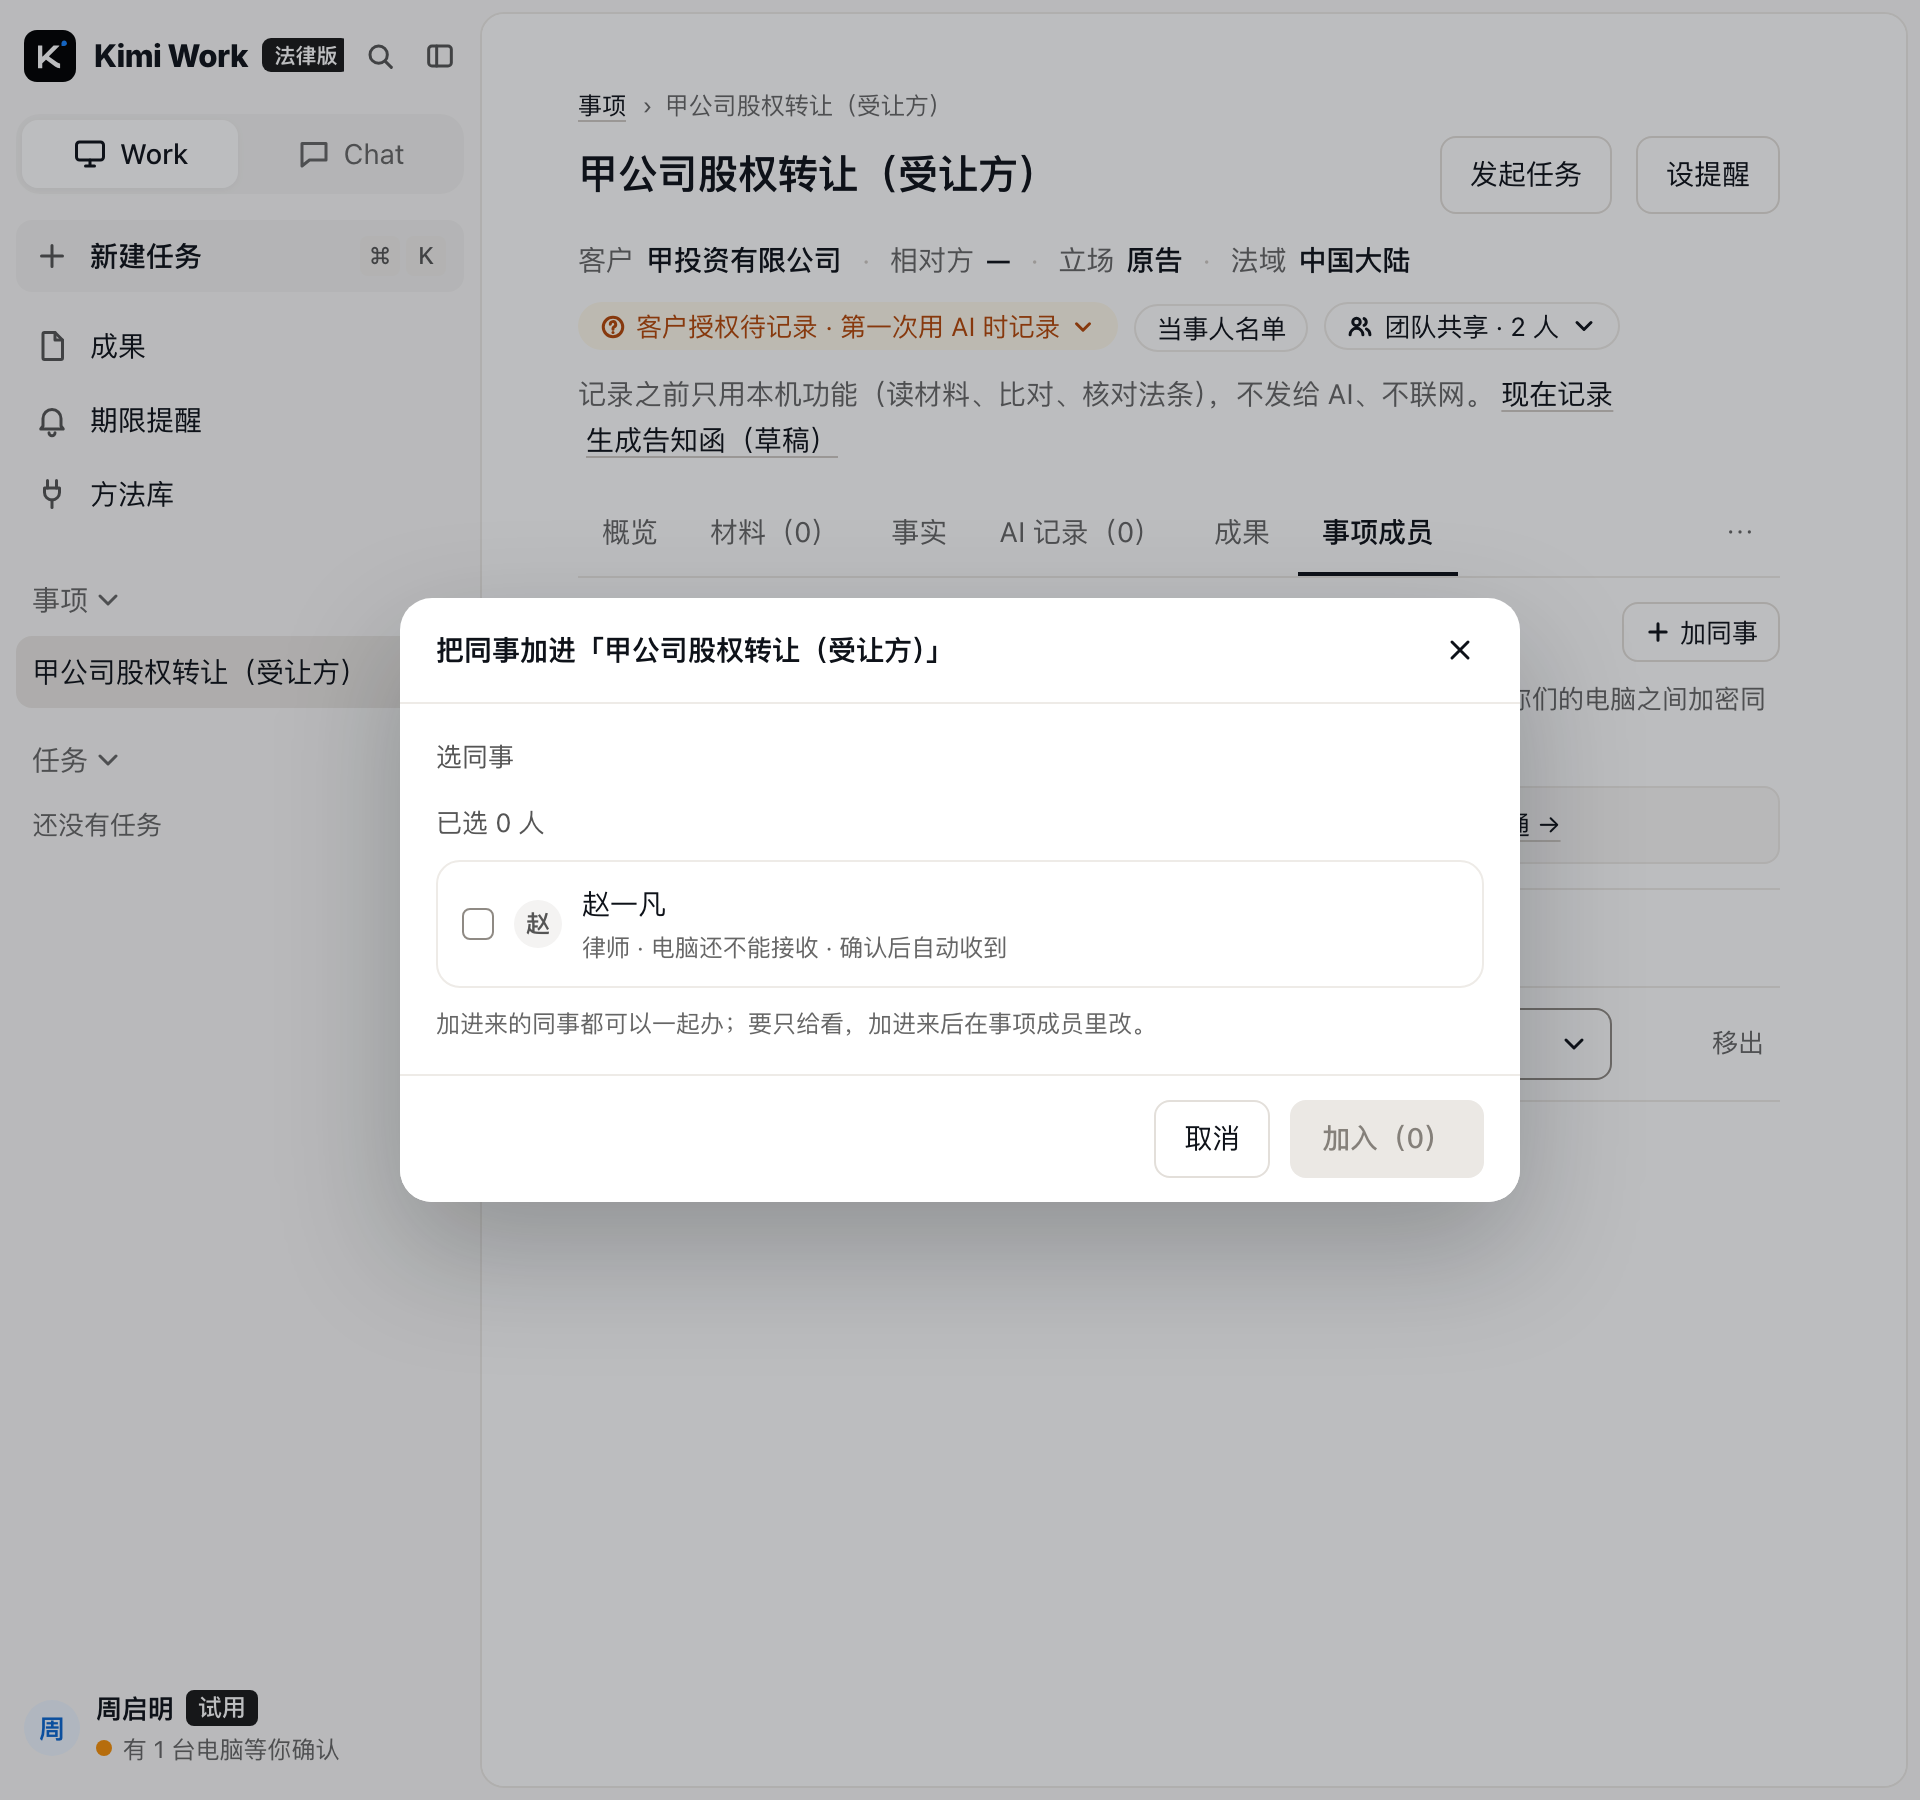 Kimi Work 法律版
Work
Chat
新建任务 ⌘ K
成果
期限提醒
方法库
事项
甲公司股权转让（受让方）
任务
还没有任务
周 周启明 试用
有 1 台电脑等你确认
事项 › 甲公司股权转让（受让方）
甲公司股权转让（受让方）
发起任务 设提醒
客户 甲投资有限公司 · 相对方 — · 立场 原告 · 法域 中国大陆
客户授权待记录 · 第一次用 AI 时记录 当事人名单 团队共享 · 2 人
记录之前只用本机功能（读材料、比对、核对法条），不发给 AI、不联网。 现在记录
生成告知函（草稿）
概览 材料（0） 事实 AI 记录（0） 成果 事项成员 ···
+ 加同事
们的电脑之间加密同
→
移出
把同事加进「甲公司股权转让（受让方）」
选同事
已选 0 人
赵 赵一凡
律师 · 电脑还不能接收 · 确认后自动收到
加进来的同事都可以一起办；要只给看，加进来后在事项成员里改。
取消 加入（0）